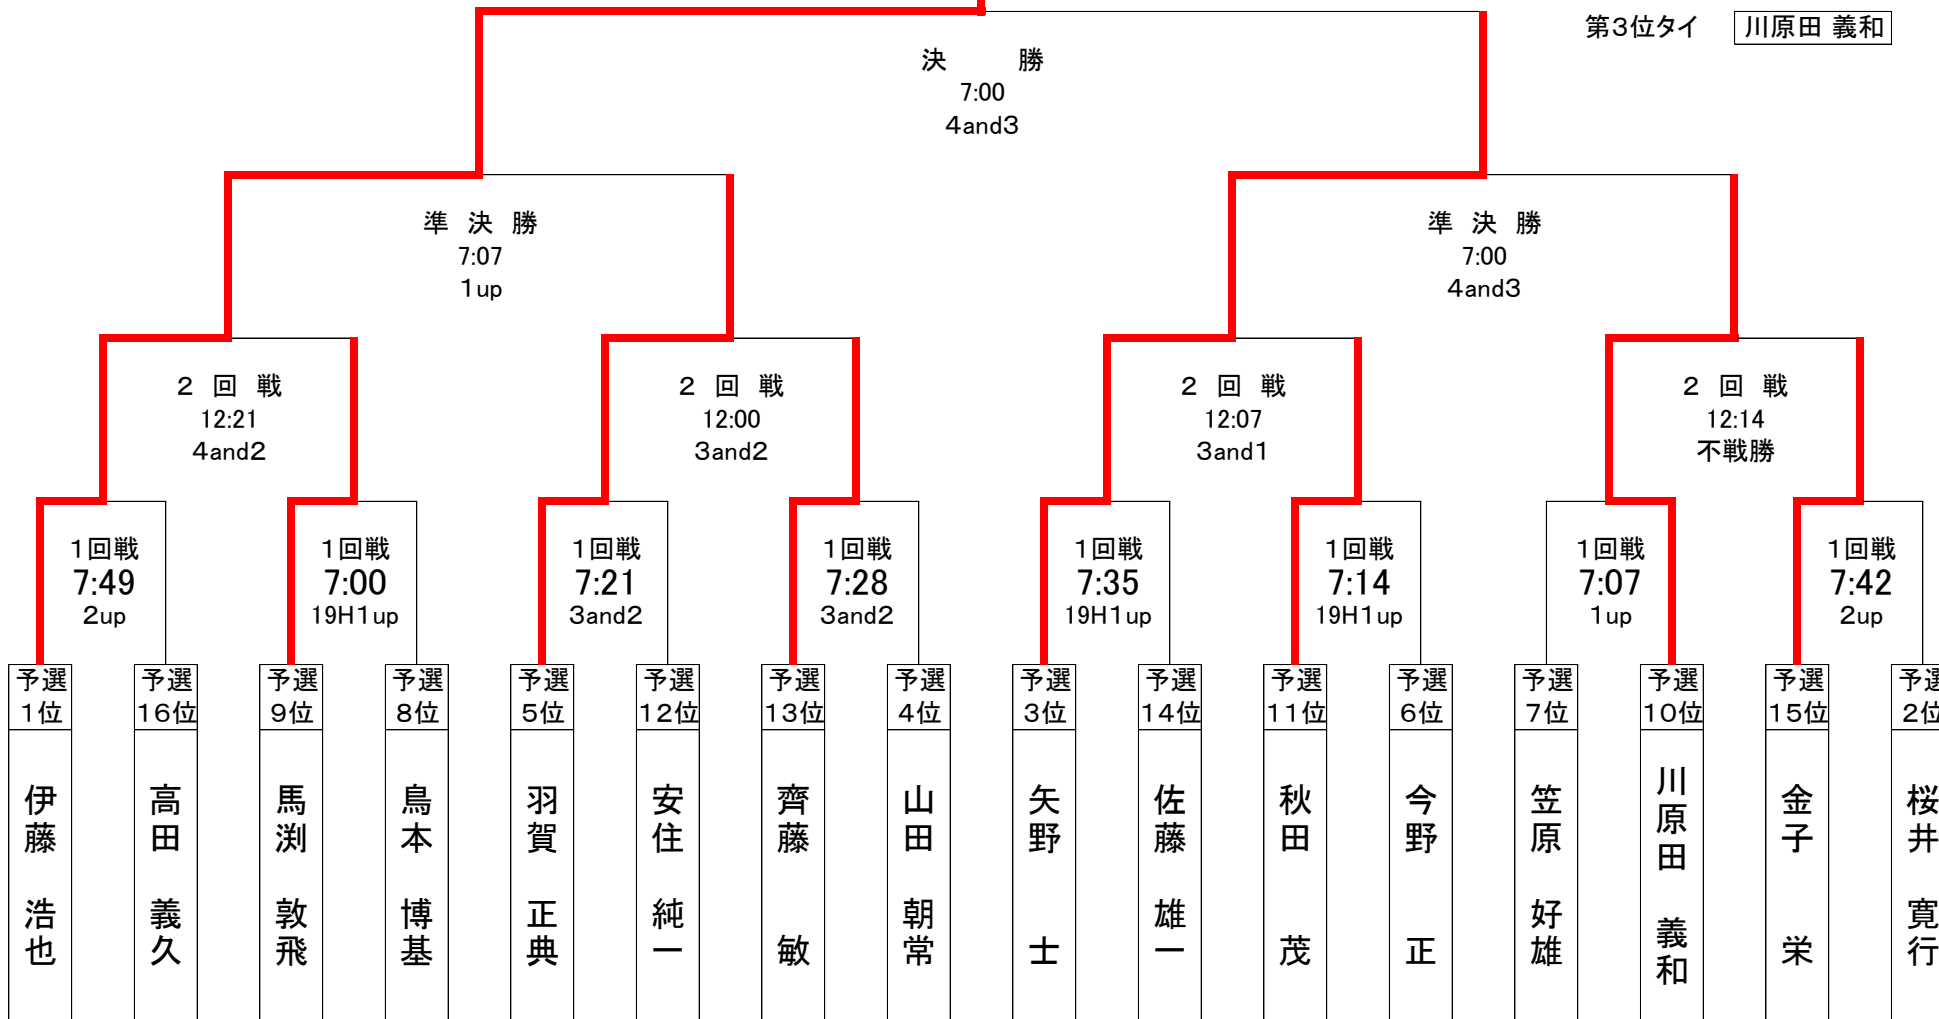 第3位タイ 川原田 義和
決 勝
7:00
4and3
準 決 勝
7:07
1up
準 決 勝
7:00
4and3
2 回 戦
12:21
4and2
2 回 戦
12:00
3and2
2 回 戦
12:07
3and1
2 回 戦
12:14
不戦勝
1回戦
7:49
2up
1回戦
7:00
19H1up
1回戦
7:21
3and2
1回戦
7:28
3and2
1回戦
7:35
19H1up
1回戦
7:14
19H1up
1回戦
7:07
1up
1回戦
7:42
2up
予選
1位
伊藤 浩也
予選
16位
高田 義久
予選
9位
馬渕 敦飛
予選
8位
鳥本 博基
予選
5位
羽賀 正典
予選
12位
安住 純一
予選
13位
齊藤 敏
予選
4位
山田 朝常
予選
3位
矢野 士
予選
14位
佐藤 雄一
予選
11位
秋田 茂
予選
6位
今野 正
予選
7位
笠原 好雄
予選
10位
川原田 義和
予選
15位
金子 栄
予選
2位
桜井 寛行